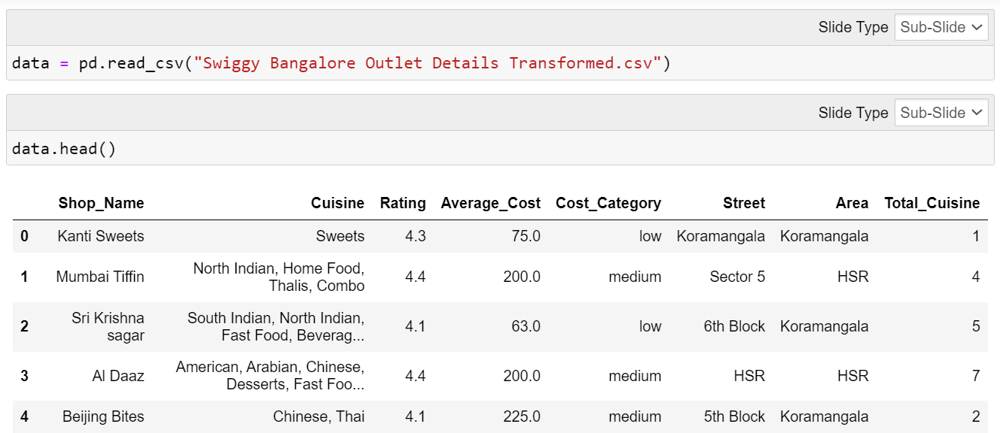 Slide Type Sub-Slide
data = pd.read_csv("Swiggy Bangalore Outlet Details Transformed.csv")
Slide Type Sub-Slide
data.head()
Shop_Name Cuisine Rating Average_Cost Cost_Category Street Area Total_Cuisine
0 Kanti Sweets Sweets 4.3 75.0 low Koramangala Koramangala 1
1 Mumbai Tiffin North Indian, Home Food,
Thalis, Combo 4.4 200.0 medium Sector 5 HSR 4
2 Sri Krishna
sagar South Indian, North Indian,
Fast Food, Beverag... 4.1 63.0 low 6th Block Koramangala 5
3 Al Daaz American, Arabian, Chinese,
Desserts, Fast Foo... 4.4 200.0 medium HSR HSR 7
4 Beijing Bites Chinese, Thai 4.1 225.0 medium 5th Block Koramangala 2